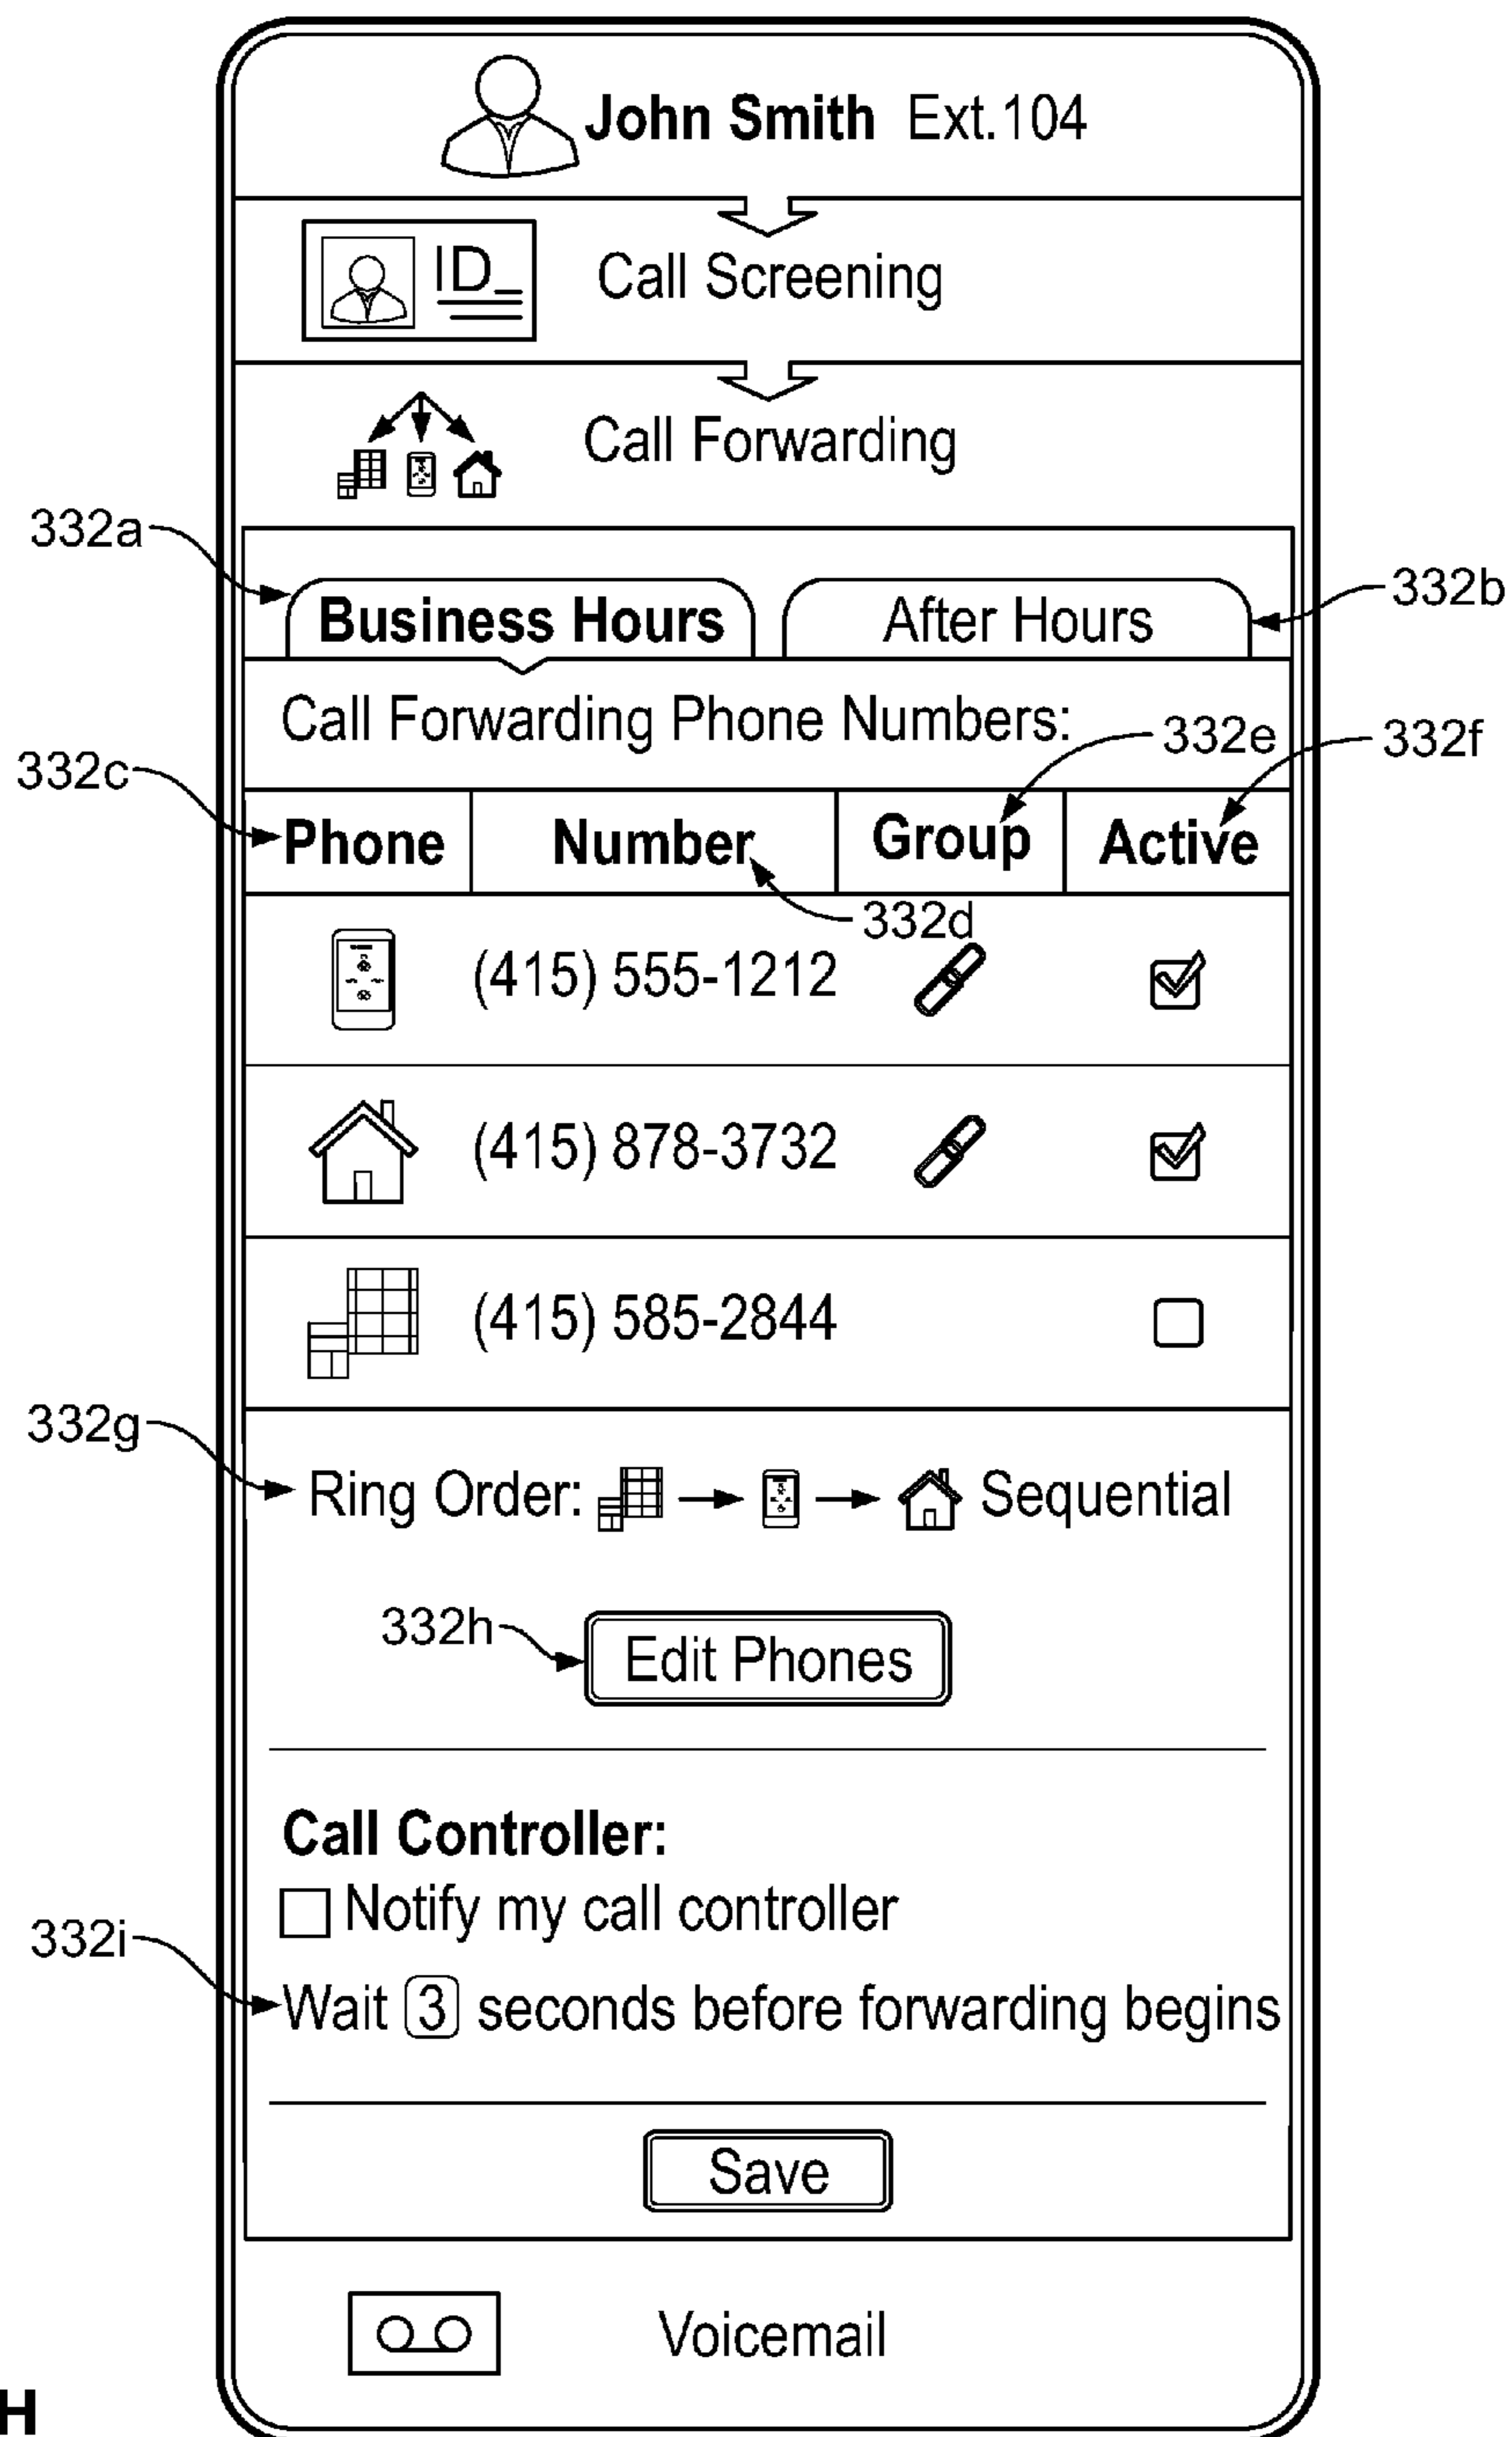 John Smith Ext.104
ID
Call Screening
Call Forwarding
332a
332b
Business Hours After Hours
Call Forwarding Phone Numbers:
332e
332f
332c
Phone Number Group Active
332d
(415) 555-1212
(415) 878-3732
(415) 585-2844
332g
Ring Order: Sequential
332h
Edit Phones
Call Controller:
Notify my call controller
332i
Wait 3 seconds before forwarding begins
Save
Voicemail
H